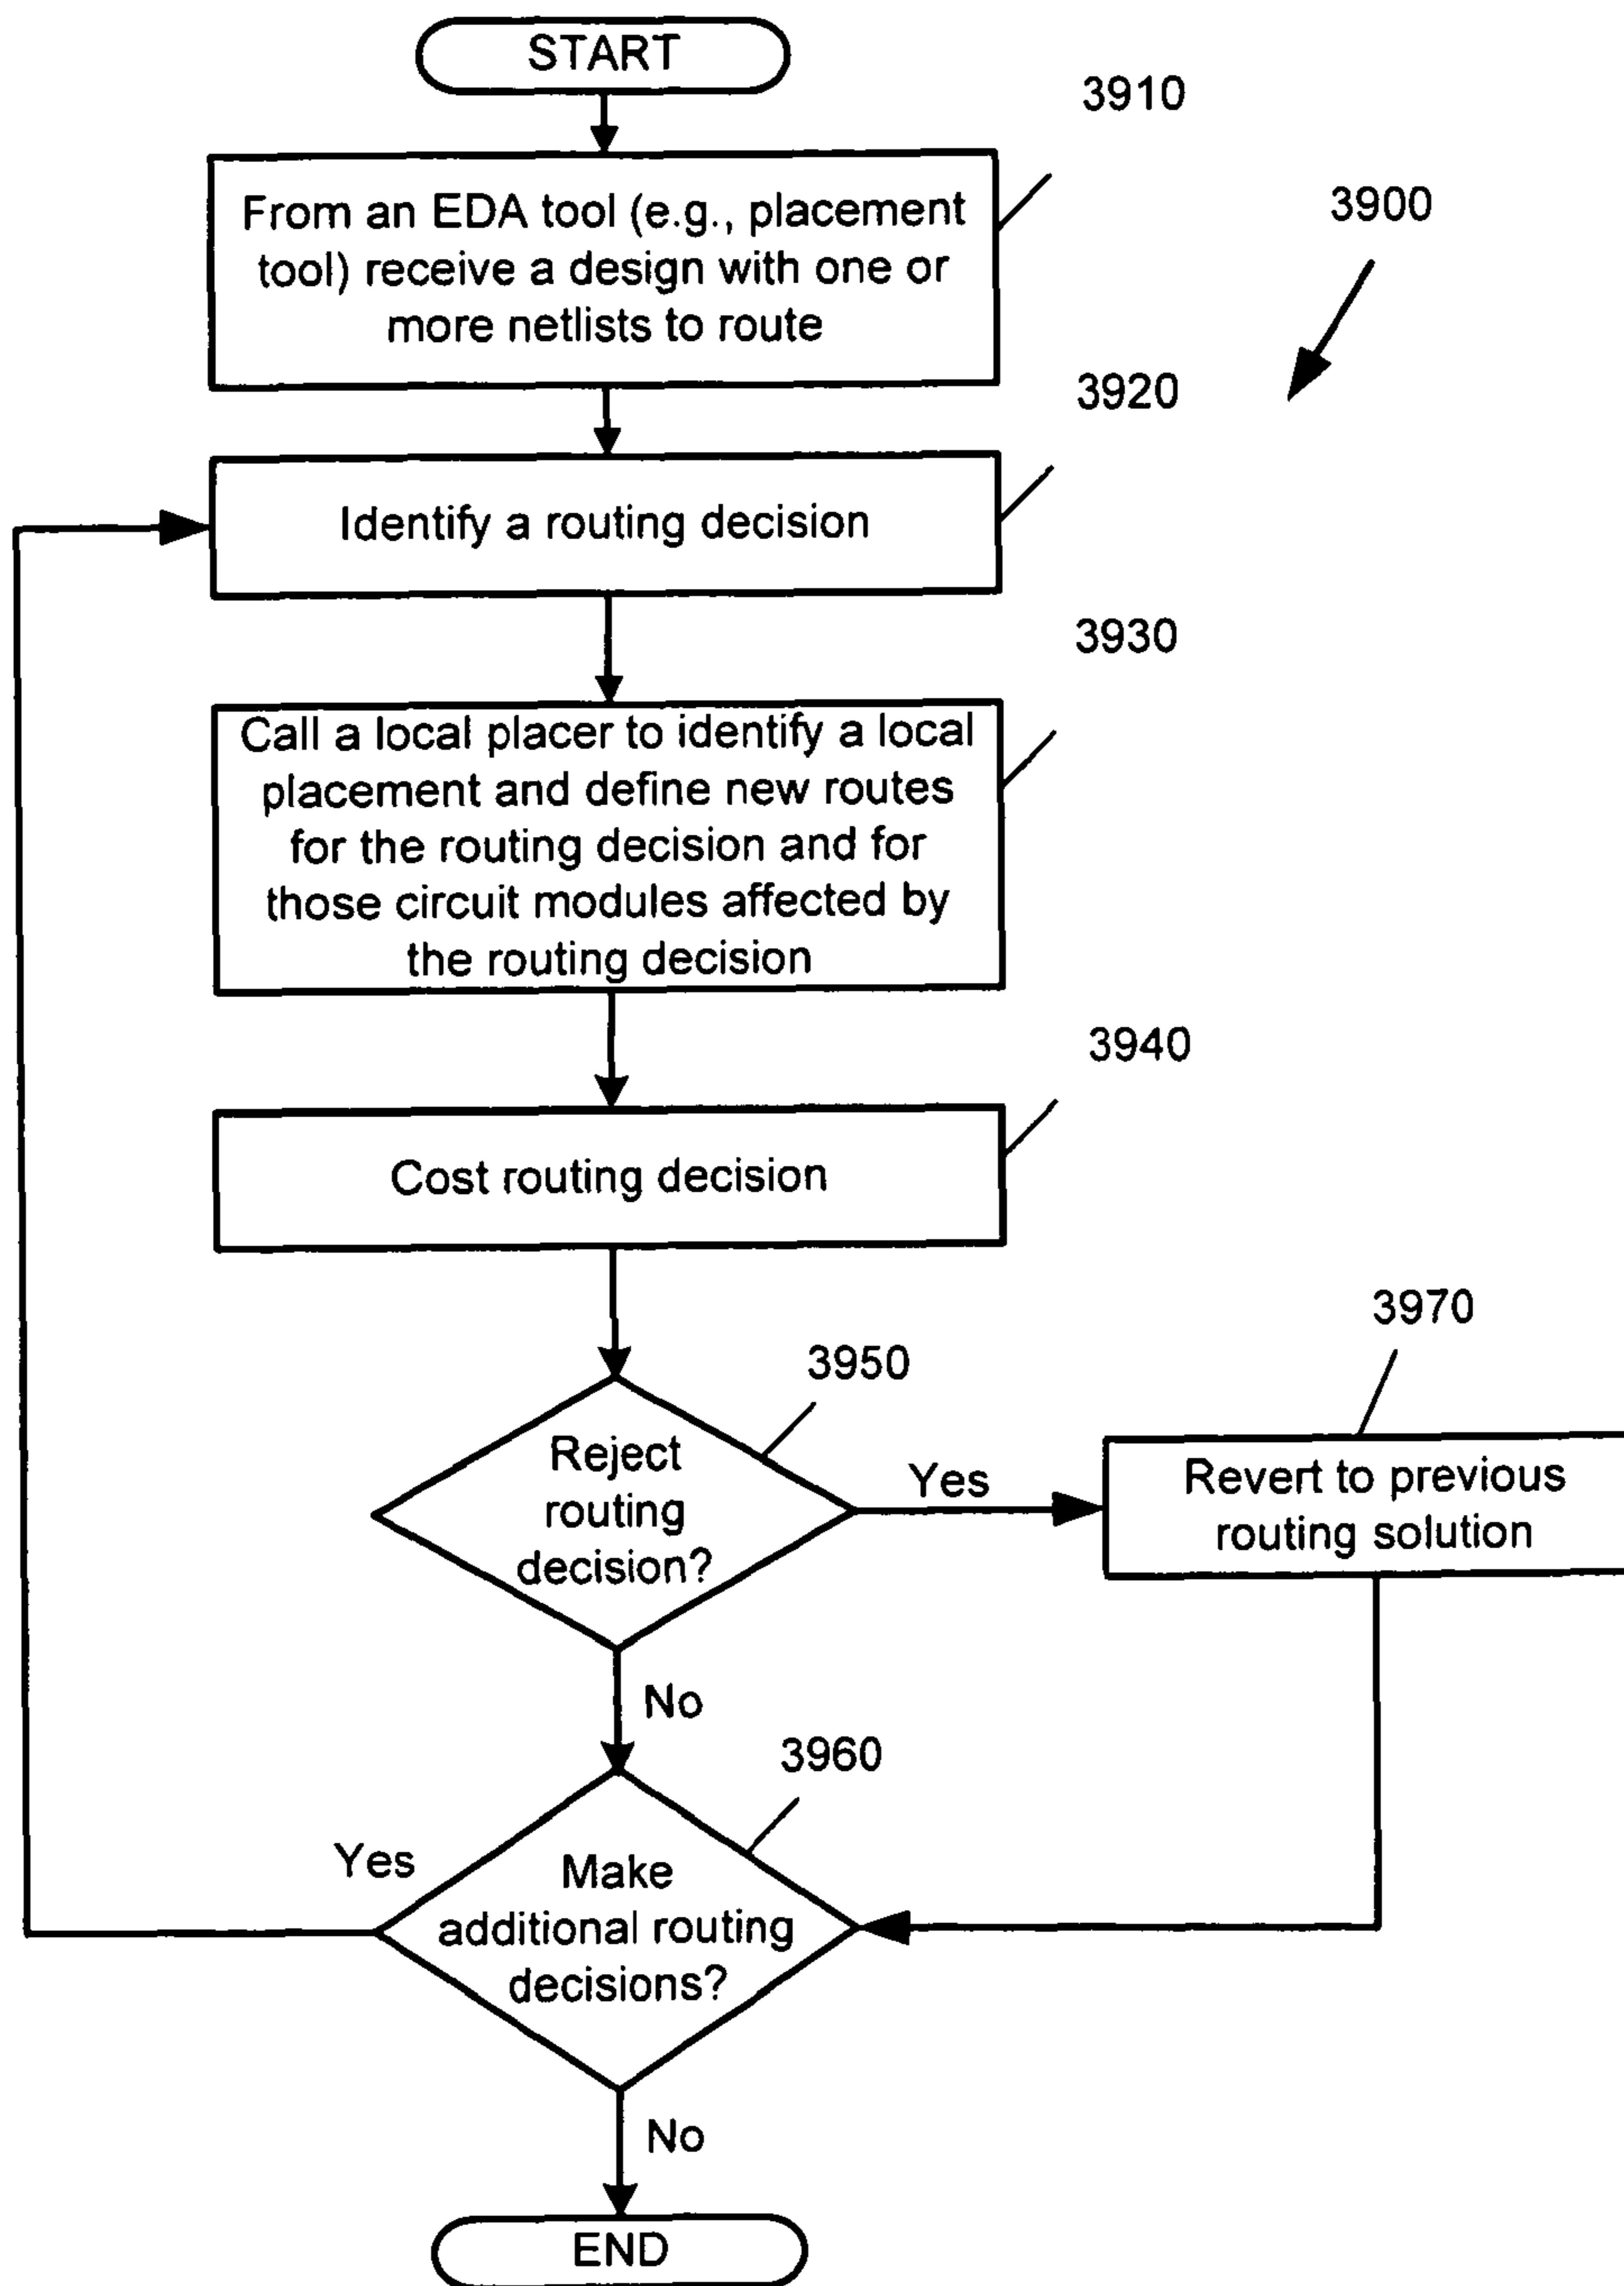 START
3910
From an EDA tool (e.g., placement
tool) receive a design with one or
more netlists to route
3900
3920
Identify a routing decision
3930
Call a local placer to identify a local
placement and define new routes
for the routing decision and for
those circuit modules affected by
the routing decision
3940
Cost routing decision
3950
Reject
routing
decision?
Yes
3970
Revert to previous
routing solution
No
3960
Yes
Make
additional routing
decisions?
No
END